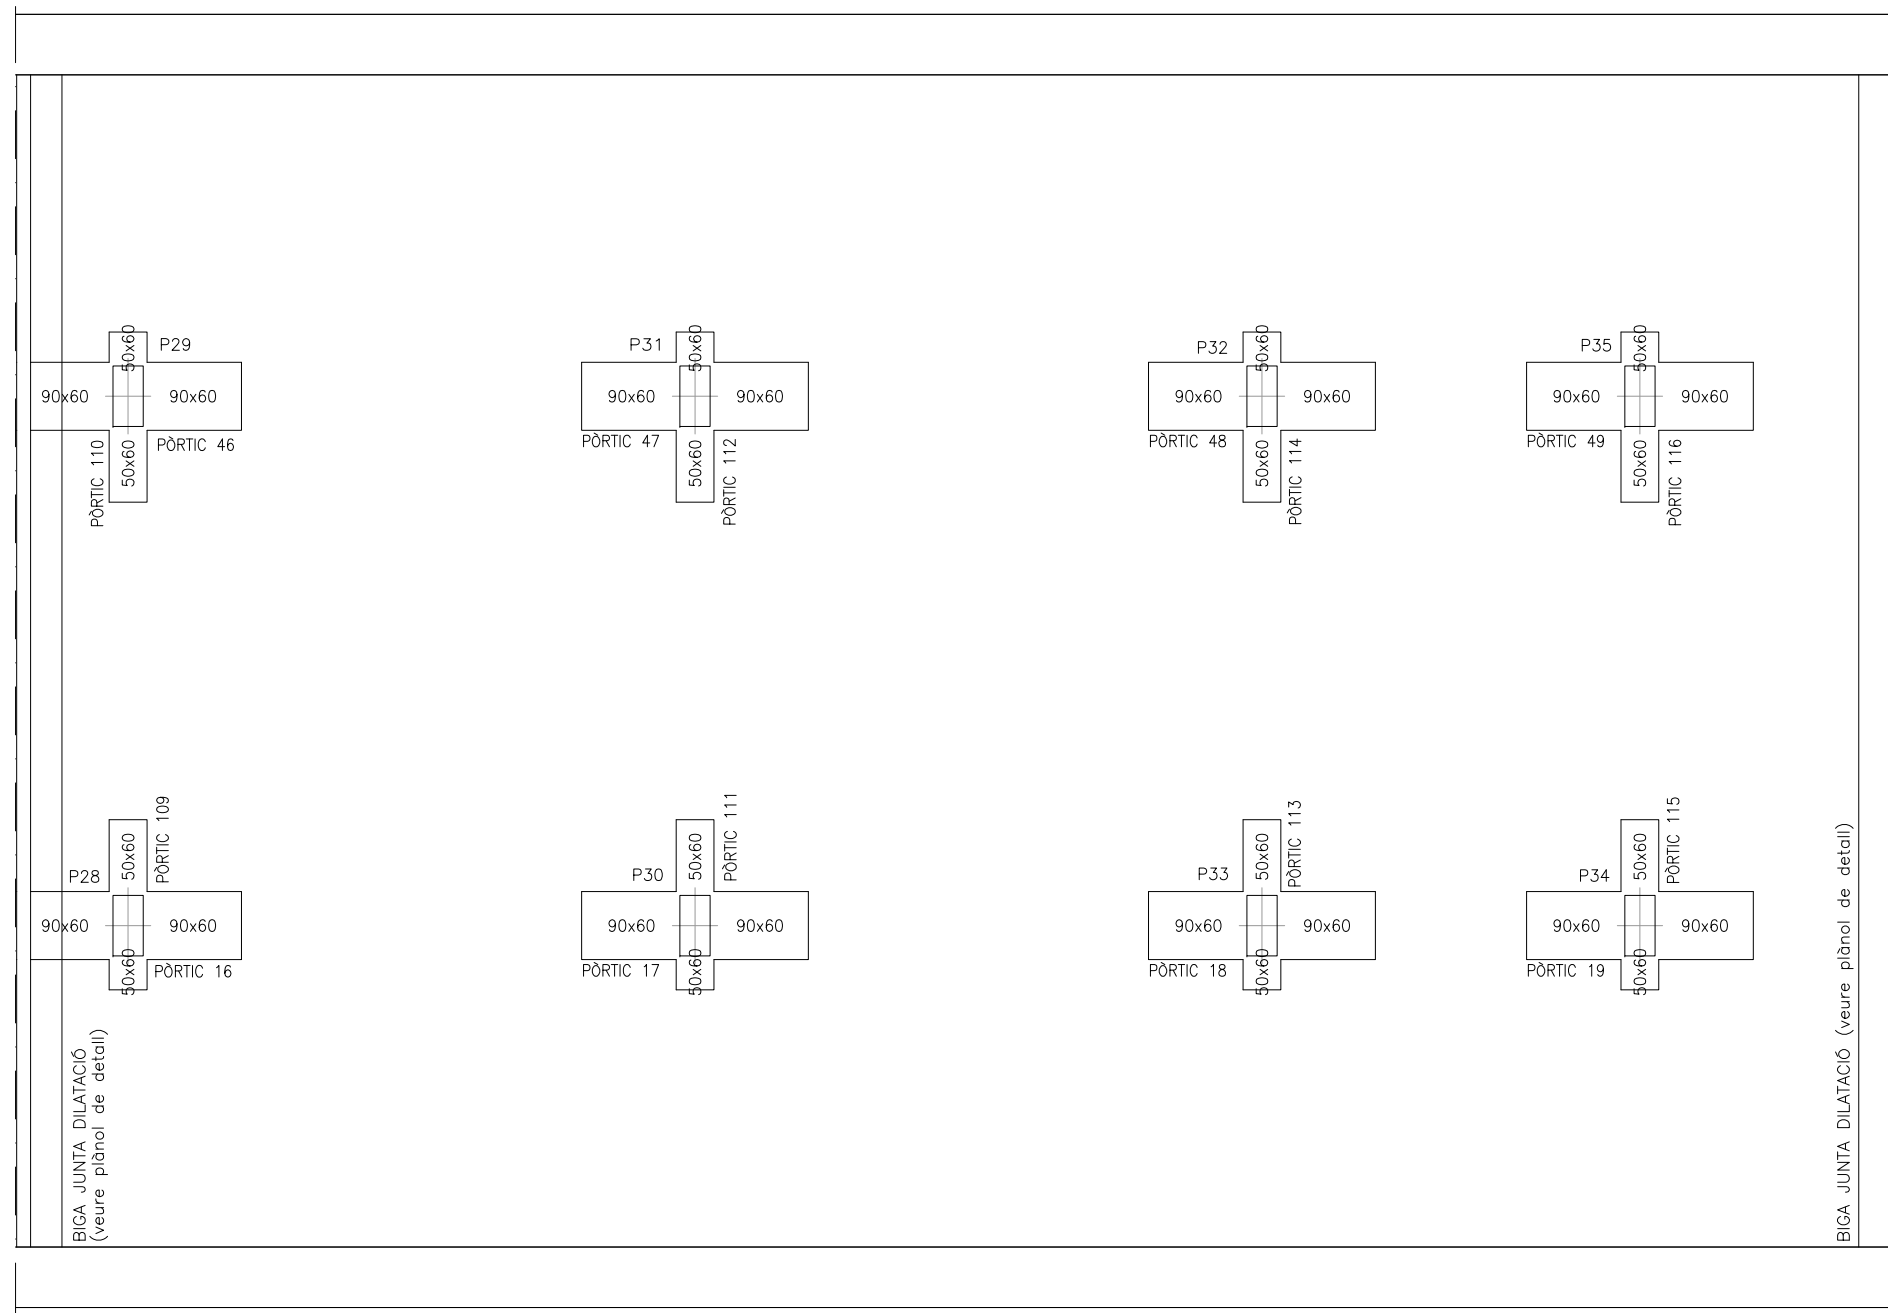 50x60
P29
90x60
90x60
PÒRTIC 46
50x60
PÒRTIC 110
50x60
P31
90x60
90x60
PÒRTIC 47
50x60
PÒRTIC 112
50x60
P32
90x60
90x60
PÒRTIC 48
50x60
PÒRTIC 114
50x60
P35
90x60
90x60
PÒRTIC 49
50x60
PÒRTIC 116
PÒRTIC 109
50x60
P28
90x60
90x60
PÒRTIC 16
50x60
PÒRTIC 111
50x60
P30
90x60
90x60
PÒRTIC 17
50x60
PÒRTIC 113
50x60
P33
90x60
90x60
PÒRTIC 18
50x60
PÒRTIC 115
50x60
P34
90x60
90x60
PÒRTIC 19
50x60
BIGA JUNTA DILATACIÓ
(veure plànol de detall)
BIGA JUNTA DILATACIÓ (veure plànol de detall)